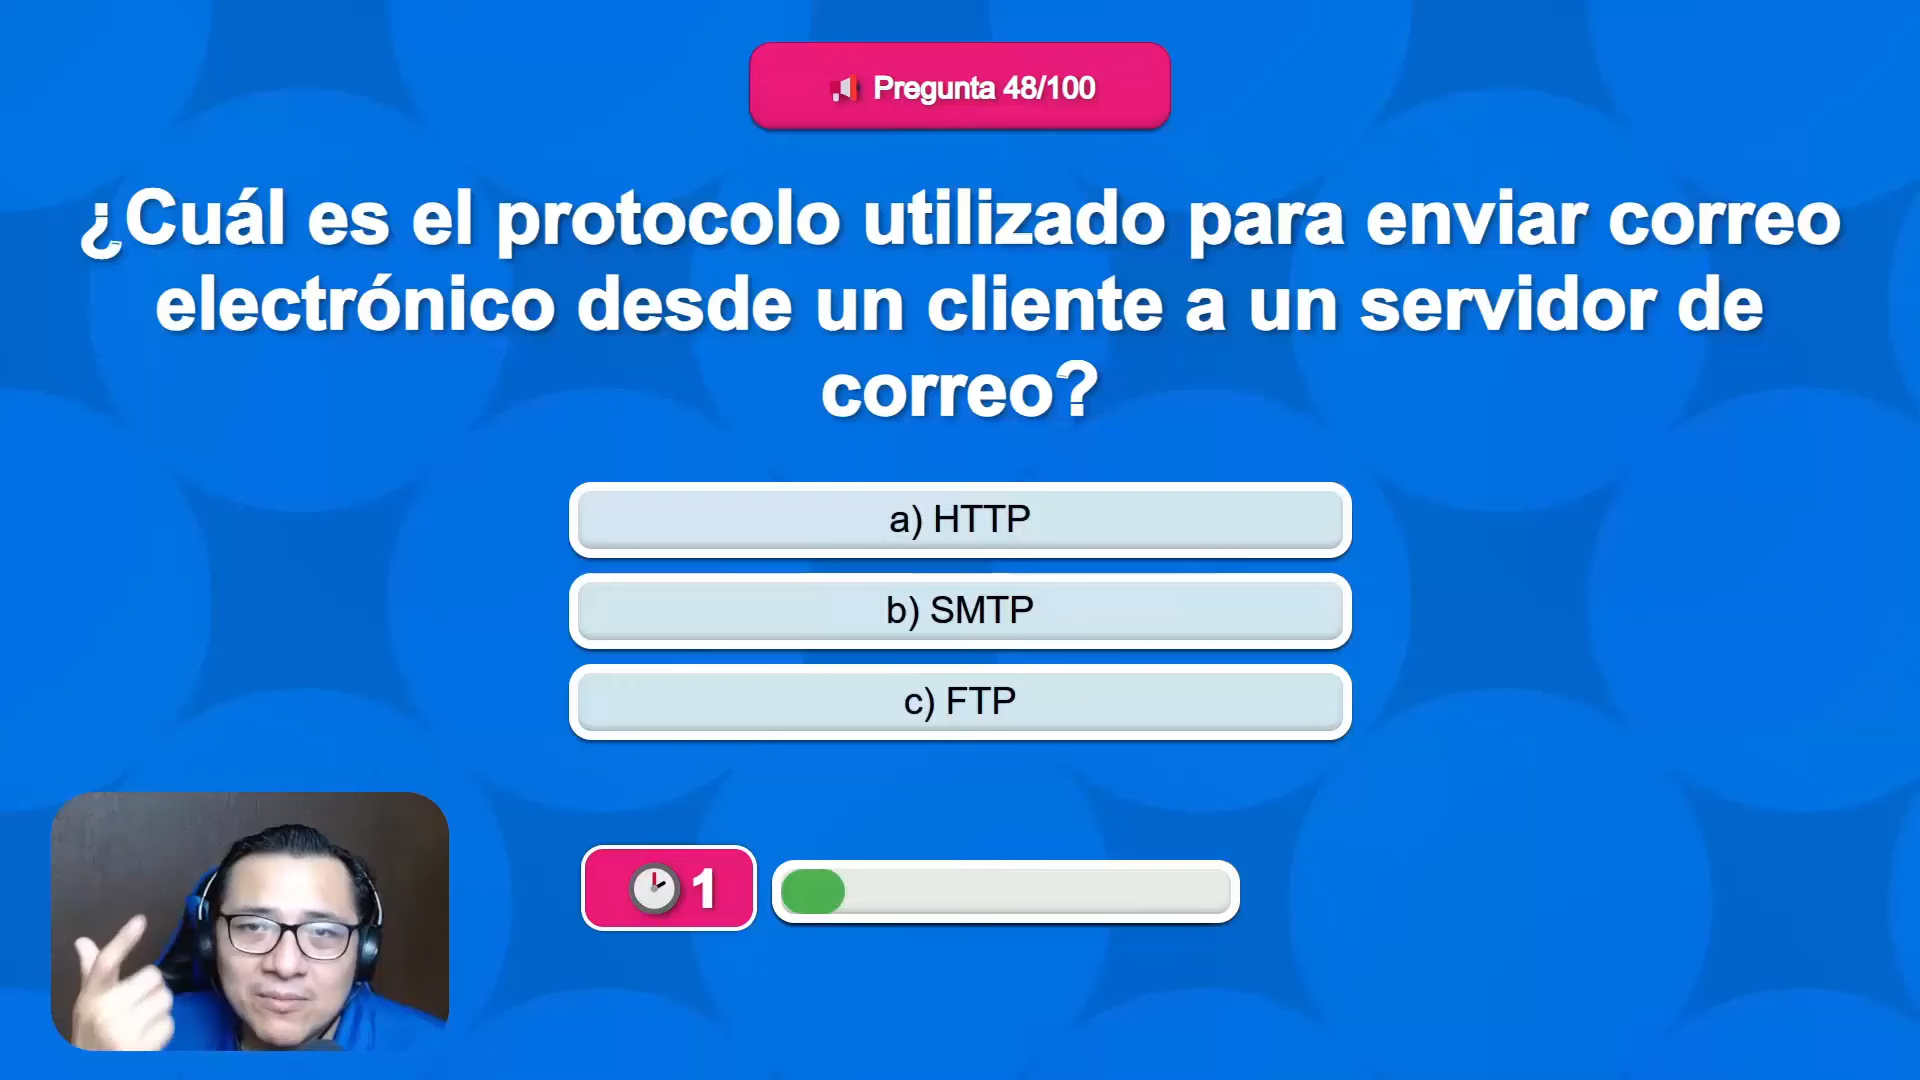 Pregunta 48/100
¿Cuál es el protocolo utilizado para enviar correo
electrónico desde un cliente a un servidor de
correo?
a) HTTP
b) SMTP
c) FTP
1